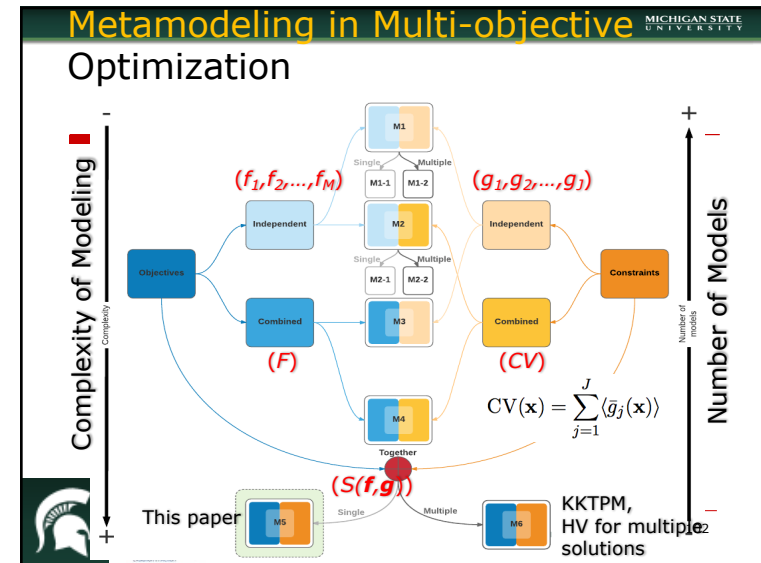 Metamodeling in Multi-objective
MICHIGAN STATE
UNIVERSITY
Optimization
-
+
M1
Single
Multiple
M1-1
M1-2
(f1,f2,...,fM)
(g1,g2,...,gJ)
Independent
M2
Independent
Single
Multiple
M2-1
M2-2
Objectives
Constraints
Complexity of Modeling
Complexity
Number of models
Number of Models
Combined
M3
Combined
(F)
(CV)
CV(x) = ∑_{j=1}^{J} ⟨ḡ_j(x)⟩
M4
Together
(S(f,g))
This paper
M5
Single
Multiple
M6
KKTPM,
HV for multiple
solutions
+
-